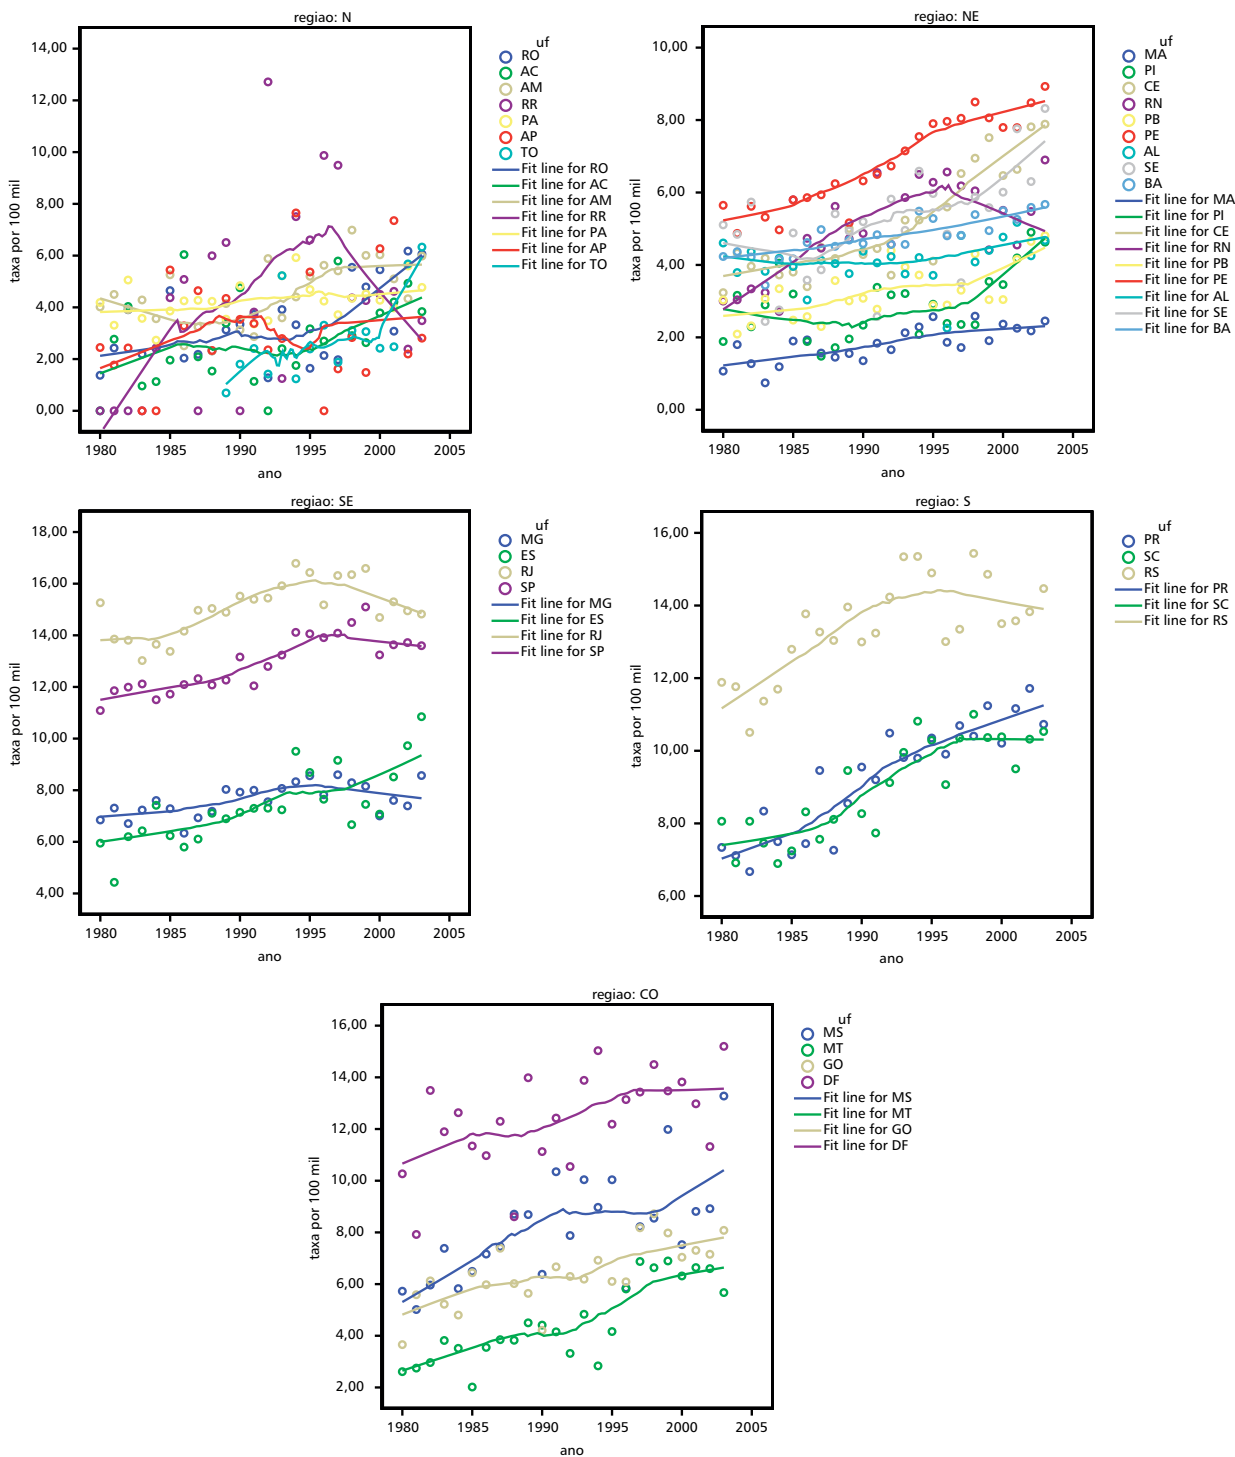 regiao: N
taxa por 100 mil
14,00
12,00
10,00
8,00
6,00
4,00
2,00
0,00
1980 1985 1990 1995 2000 2005
ano
uf
RO
AC
AM
RR
PA
AP
TO
Fit line for RO
Fit line for AC
Fit line for AM
Fit line for RR
Fit line for PA
Fit line for AP
Fit line for TO
regiao: NE
taxa por 100 mil
10,00
8,00
6,00
4,00
2,00
0,00
1980 1985 1990 1995 2000 2005
ano
uf
MA
PI
CE
RN
PB
PE
AL
SE
BA
Fit line for MA
Fit line for PI
Fit line for CE
Fit line for RN
Fit line for PB
Fit line for PE
Fit line for AL
Fit line for SE
Fit line for BA
regiao: SE
taxa por 100 mil
18,00
16,00
14,00
12,00
10,00
8,00
6,00
4,00
1980 1985 1990 1995 2000 2005
ano
uf
MG
ES
RJ
SP
Fit line for MG
Fit line for ES
Fit line for RJ
Fit line for SP
regiao: S
taxa por 100 mil
16,00
14,00
12,00
10,00
8,00
6,00
1980 1985 1990 1995 2000 2005
ano
uf
PR
SC
RS
Fit line for PR
Fit line for SC
Fit line for RS
regiao: CO
taxa por 100 mil
16,00
14,00
12,00
10,00
8,00
6,00
4,00
2,00
1980 1985 1990 1995 2000 2005
ano
uf
MS
MT
GO
DF
Fit line for MS
Fit line for MT
Fit line for GO
Fit line for DF